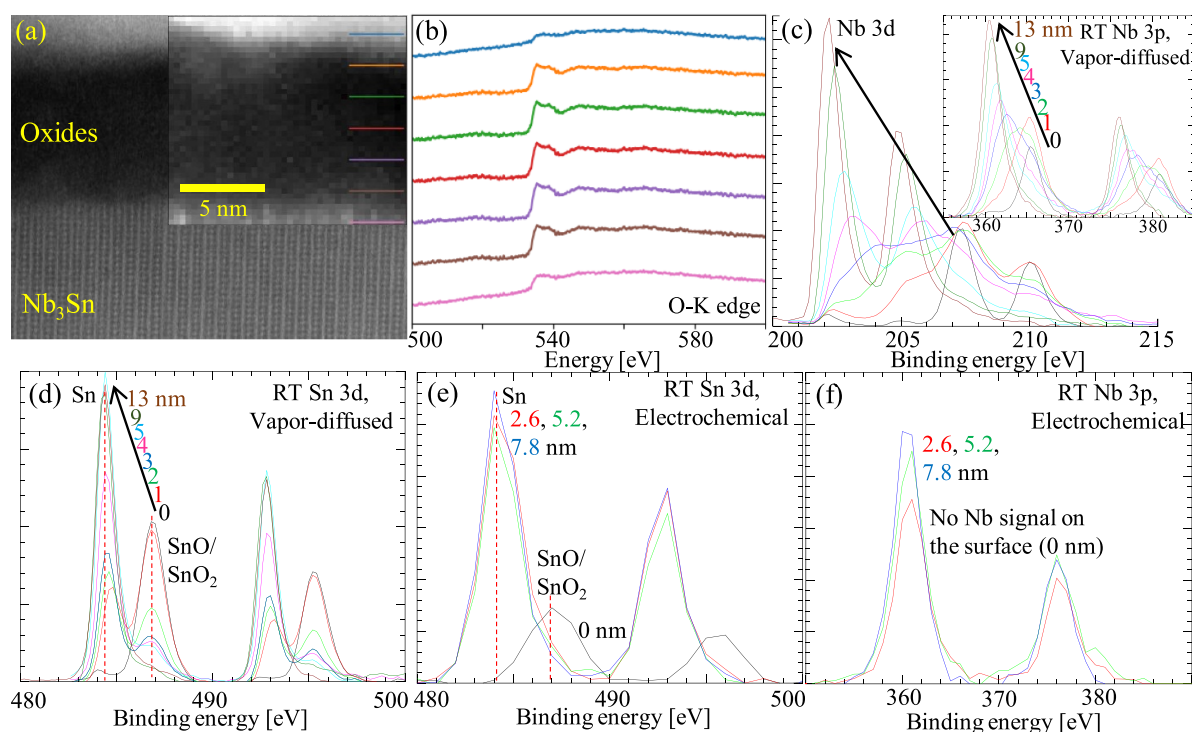 (a)
Oxides
5 nm
Nb₃Sn
(b)
O-K edge
500
540
580
Energy [eV]
(c)
Nb 3d
13 nm
9
5
4
3
2
1
0
RT Nb 3p,
Vapor-diffused
360
370
380
200
205
210
215
Binding energy [eV]
(d)
Sn
13 nm
9
5
4
3
2
1
0
RT Sn 3d,
Vapor-diffused
SnO/
SnO₂
480
490
500
Binding energy [eV]
(e)
Sn
2.6, 5.2,
7.8 nm
RT Sn 3d,
Electrochemical
SnO/
SnO₂
0 nm
480
490
500
Binding energy [eV]
(f)
RT Nb 3p,
Electrochemical
2.6, 5.2,
7.8 nm
No Nb signal on
the surface (0 nm)
360
370
380
Binding energy [eV]